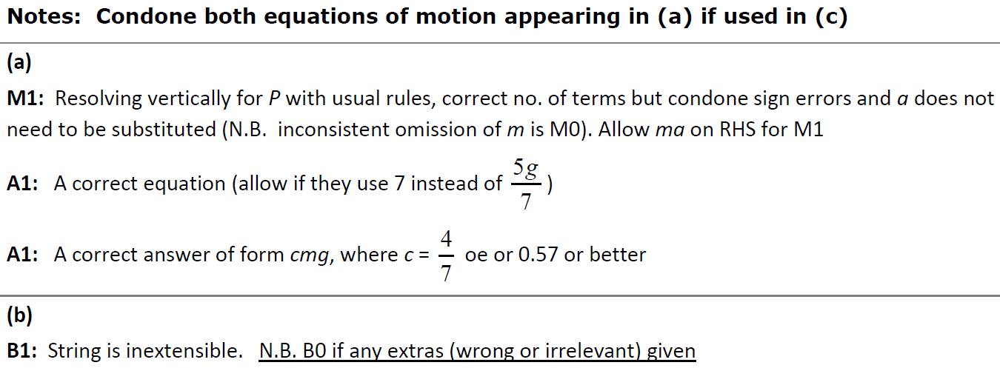 Notes: Condone both equations of motion appearing in (a) if used in (c)
(a)
M1: Resolving vertically for P with usual rules, correct no. of terms but condone sign errors and a does not
need to be substituted (N.B. inconsistent omission of m is M0). Allow ma on RHS for M1
A1: A correct equation (allow if they use 7 instead of 5g/7)
A1: A correct answer of form cmg, where c = 4/7 oe or 0.57 or better
(b)
B1: String is inextensible. N.B. B0 if any extras (wrong or irrelevant) given